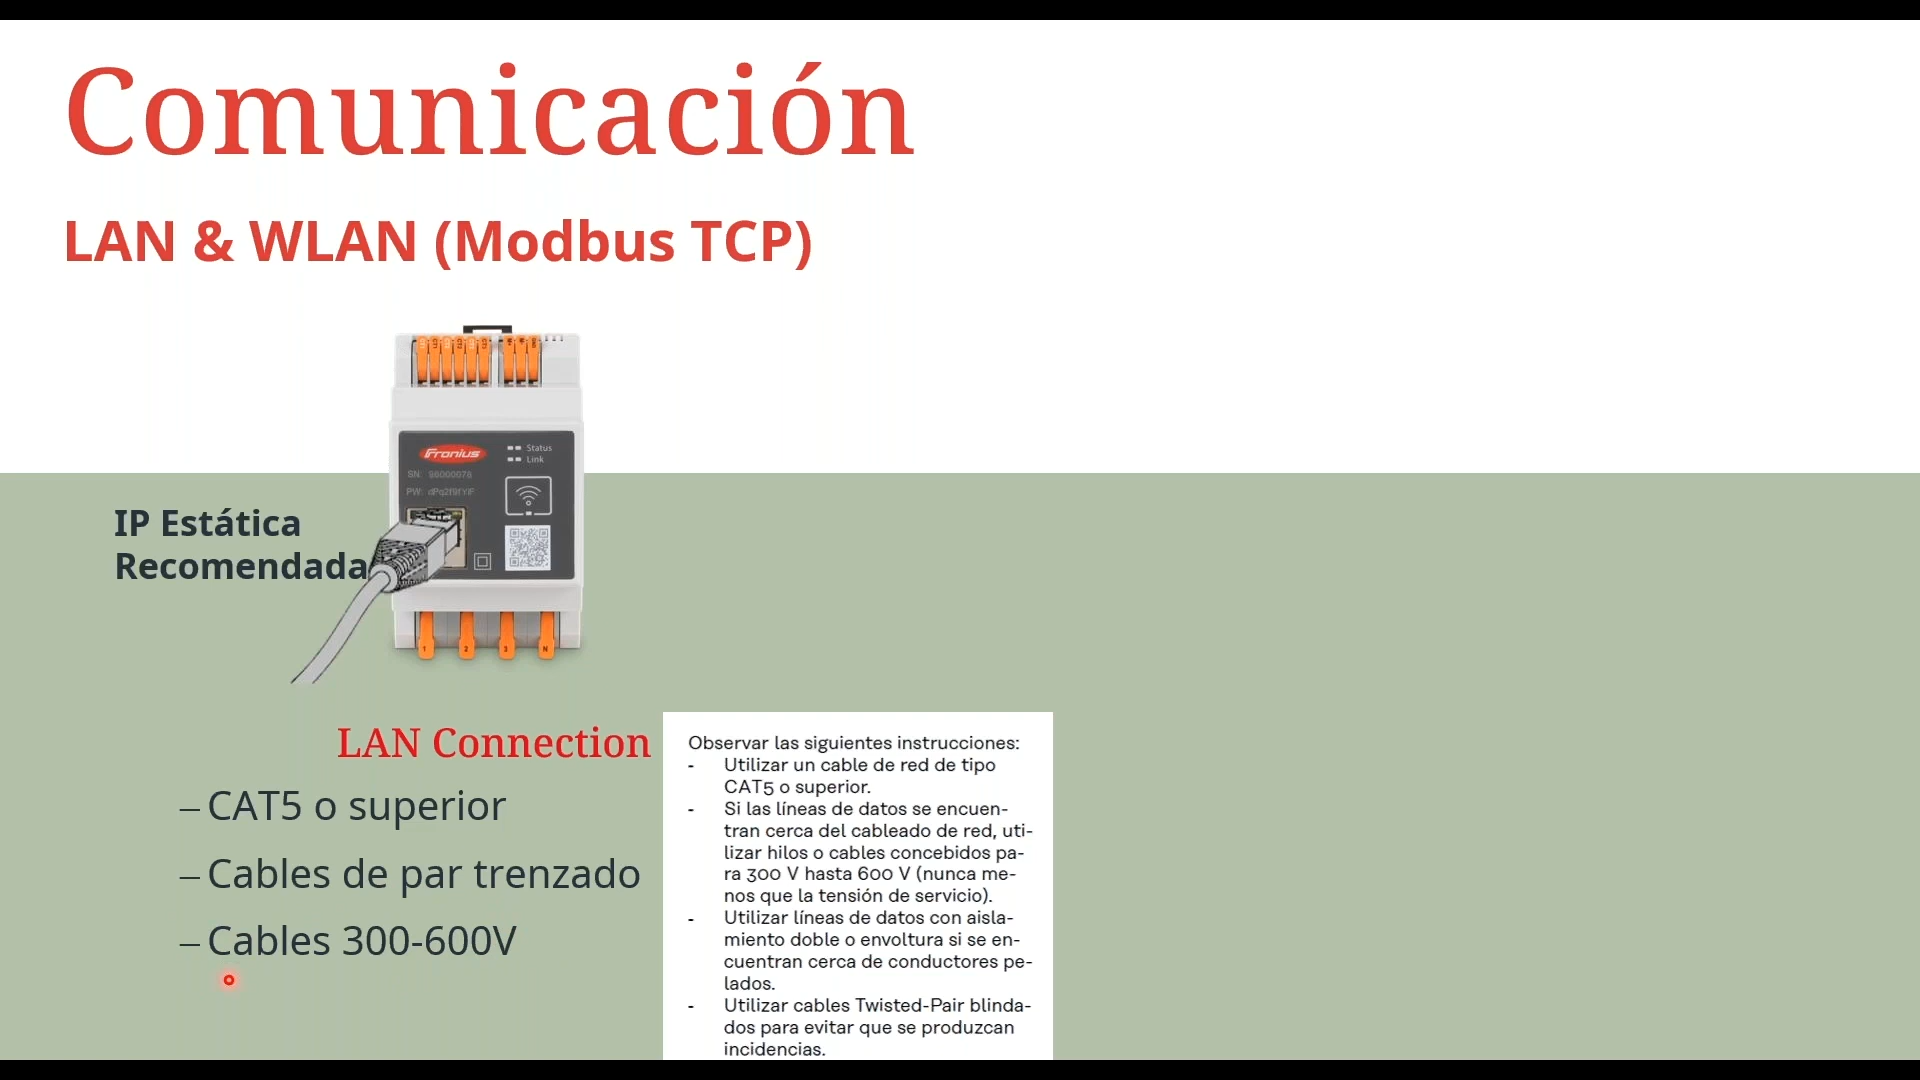 Comunicación
LAN & WLAN (Modbus TCP)
Fronius
Status
Link
SN: 96000076
IP Estática
Recomendada
1 2 3 N
LAN Connection
– CAT5 o superior
– Cables de par trenzado
– Cables 300-600V
Observar las siguientes instrucciones:
- Utilizar un cable de red de tipo
CAT5 o superior.
- Si las líneas de datos se encuen-
tran cerca del cableado de red, uti-
lizar hilos o cables concebidos pa-
ra 300 V hasta 600 V (nunca me-
nos que la tensión de servicio).
- Utilizar líneas de datos con aisla-
miento doble o envoltura si se en-
cuentran cerca de conductores pe-
lados.
- Utilizar cables Twisted-Pair blinda-
dos para evitar que se produzcan
incidencias.